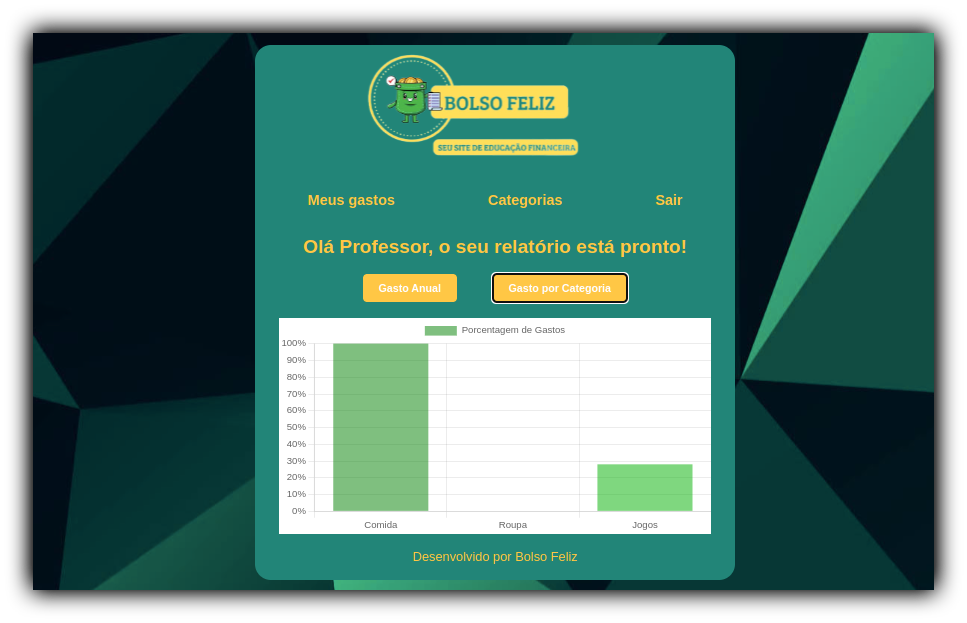 BOLSO FELIZ
SEU SITE DE EDUCAÇÃO FINANCEIRA
Meus gastos Categorias Sair
Olá Professor, o seu relatório está pronto!
Gasto Anual Gasto por Categoria
Porcentagem de Gastos
100%
90%
80%
70%
60%
50%
40%
30%
20%
10%
0%
Comida Roupa Jogos
Desenvolvido por Bolso Feliz